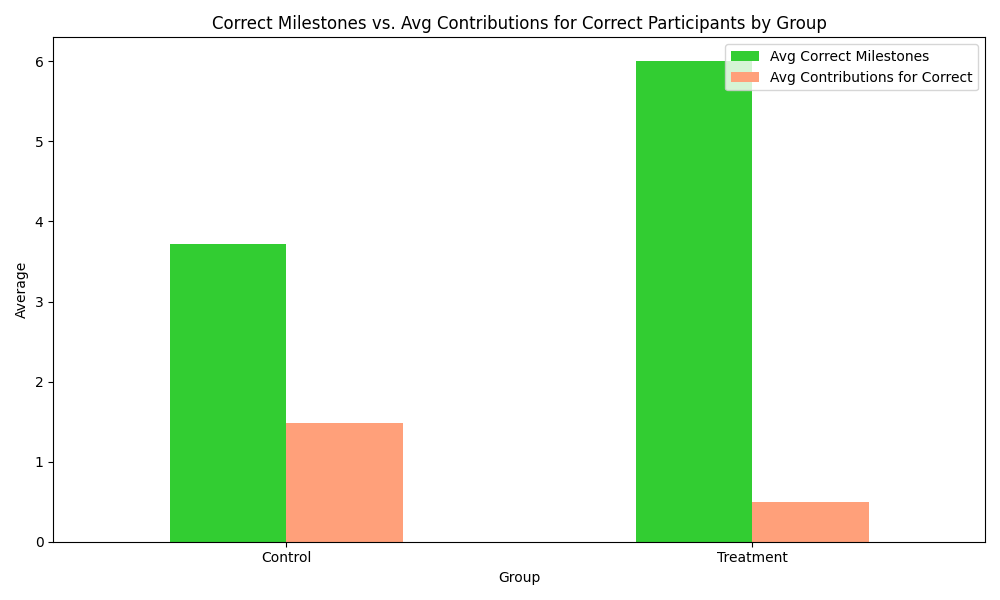 Correct Milestones vs. Avg Contributions for Correct Participants by Group
Avg Correct Milestones
Avg Contributions for Correct
6
5
4
3
2
1
0
Average
Control
Treatment
Group